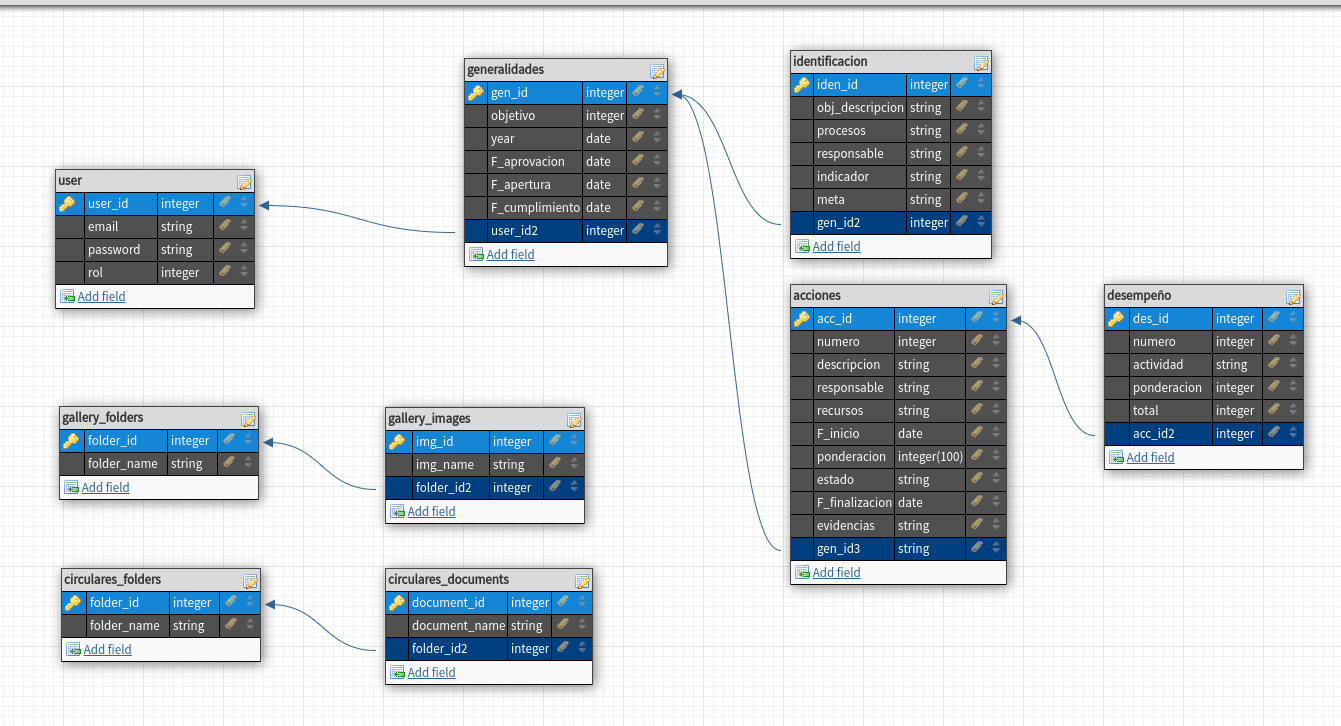 user
user_id integer
email string
password string
rol integer
Add field
generalidades
gen_id integer
objetivo integer
year date
F_aprovacion date
F_apertura date
F_cumplimiento date
user_id2 integer
Add field
identificacion
iden_id integer
obj_descripcion string
procesos string
responsable string
indicador string
meta string
gen_id2 integer
Add field
acciones
acc_id integer
numero integer
descripcion string
responsable string
recursos string
F_inicio date
ponderacion integer(100)
estado string
F_finalizacion date
evidencias string
gen_id3 string
Add field
desempeño
des_id integer
numero integer
actividad string
ponderacion integer
total integer
acc_id2 integer
Add field
gallery_folders
folder_id integer
folder_name string
Add field
gallery_images
img_id integer
img_name string
folder_id2 integer
Add field
circulares_folders
folder_id integer
folder_name string
Add field
circulares_documents
document_id integer
document_name string
folder_id2 integer
Add field